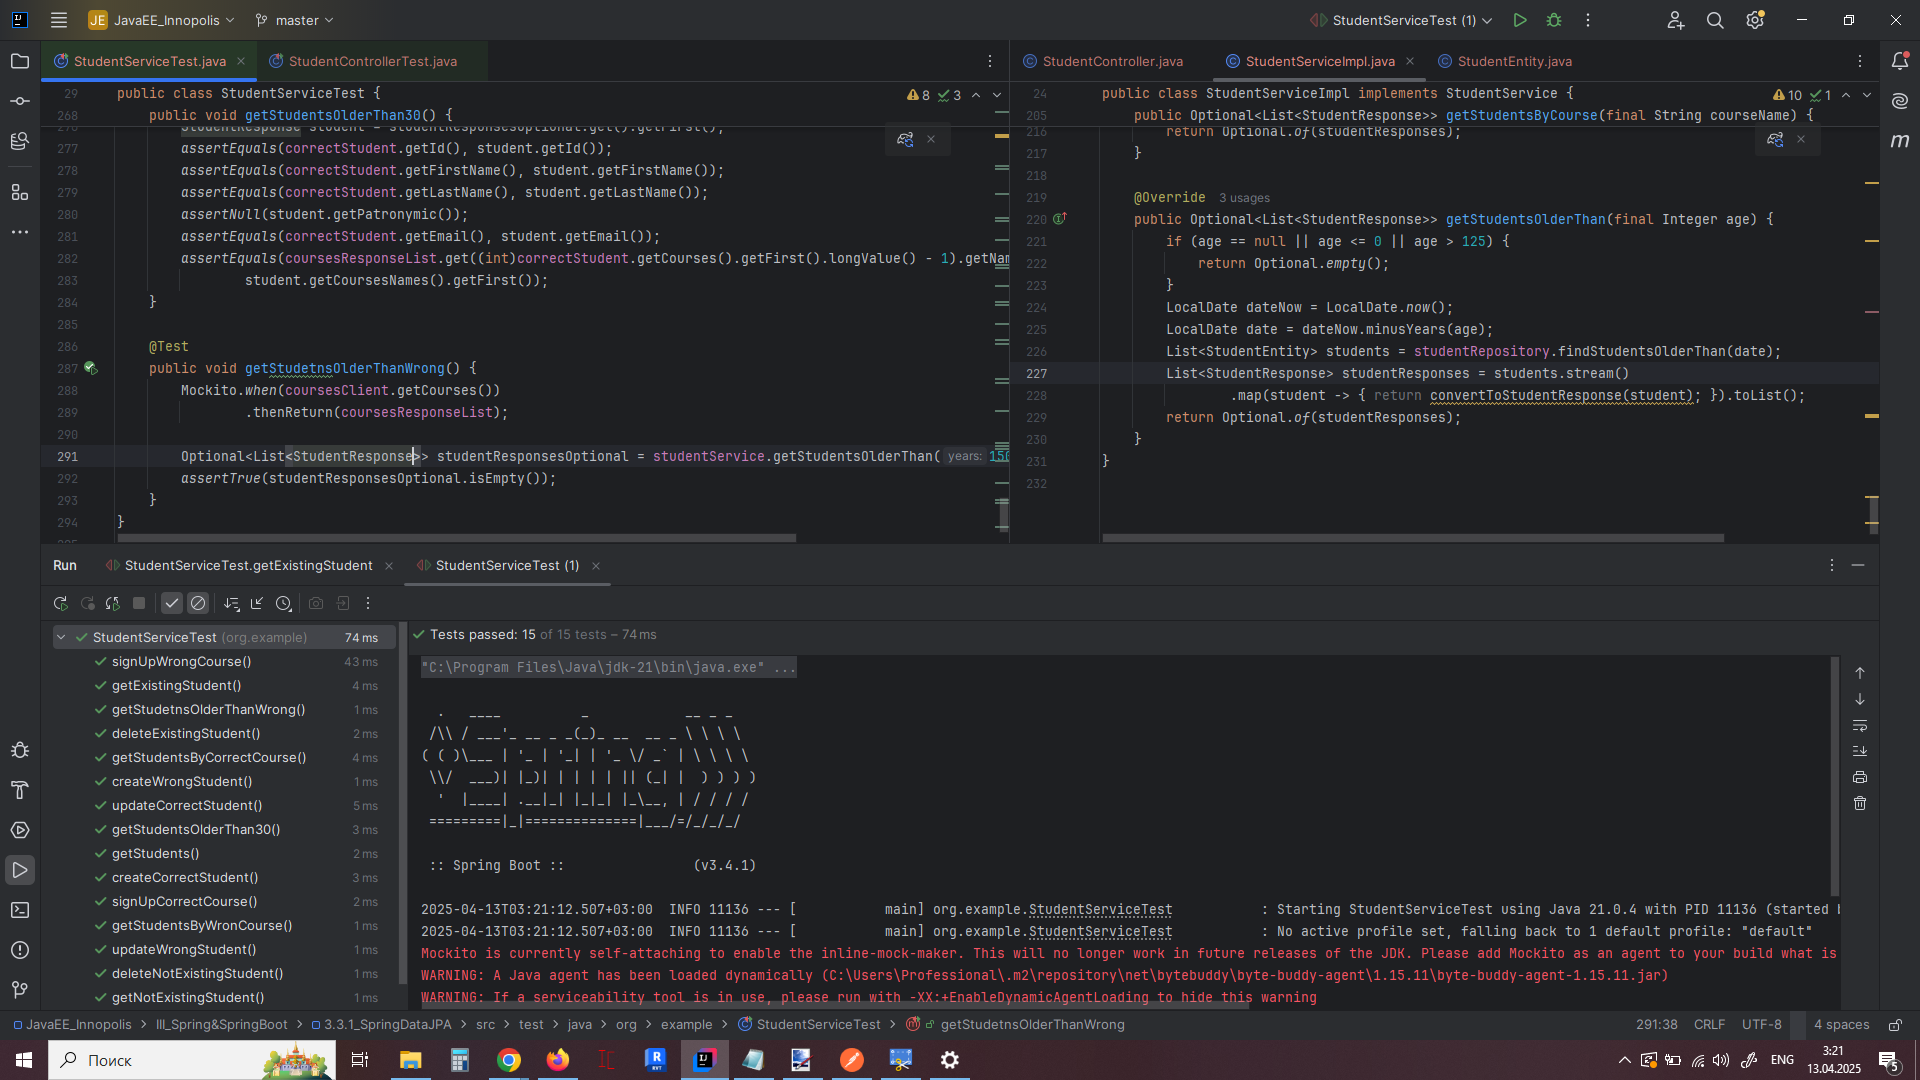 JE JavaEE_Innopolis master StudentServiceTest (1)
StudentServiceTest.java StudentControllerTest.java
29 public class StudentServiceTest { 8 3
268 public void getStudentsOlderThan30() {
277 assertEquals(correctStudent.getId(), student.getId());
278 assertEquals(correctStudent.getFirstName(), student.getFirstName());
279 assertEquals(correctStudent.getLastName(), student.getLastName());
280 assertNull(student.getPatronymic());
281 assertEquals(correctStudent.getEmail(), student.getEmail());
282 assertEquals(coursesResponseList.get((int)correctStudent.getCourses().getFirst().longValue() - 1).getNam
283 student.getCoursesNames().getFirst());
284 }
285
286 @Test
287 public void getStudetnsOlderThanWrong() {
288 Mockito.when(coursesClient.getCourses())
289 .thenReturn(coursesResponseList);
290
291 Optional<List<StudentResponse>> studentResponsesOptional = studentService.getStudentsOlderThan( years: 150
292 assertTrue(studentResponsesOptional.isEmpty());
293 }
294 }
StudentController.java StudentServiceImpl.java StudentEntity.java
24 public class StudentServiceImpl implements StudentService { 10 1
205 public Optional<List<StudentResponse>> getStudentsByCourse(final String courseName) {
216 return Optional.of(studentResponses);
217 }
218
219 @Override 3 usages
220 public Optional<List<StudentResponse>> getStudentsOlderThan(final Integer age) {
221 if (age == null || age <= 0 || age > 125) {
222 return Optional.empty();
223 }
224 LocalDate dateNow = LocalDate.now();
225 LocalDate date = dateNow.minusYears(age);
226 List<StudentEntity> students = studentRepository.findStudentsOlderThan(date);
227 List<StudentResponse> studentResponses = students.stream()
228 .map(student -> { return convertToStudentResponse(student); }).toList();
229 return Optional.of(studentResponses);
230 }
231 }
232
Run StudentServiceTest.getExistingStudent StudentServiceTest (1)
StudentServiceTest (org.example) 74 ms
signUpWrongCourse() 43 ms
getExistingStudent() 4 ms
getStudetnsOlderThanWrong() 1 ms
deleteExistingStudent() 2 ms
getStudentsByCorrectCourse() 4 ms
createWrongStudent() 1 ms
updateCorrectStudent() 5 ms
getStudentsOlderThan30() 3 ms
getStudents() 2 ms
createCorrectStudent() 3 ms
signUpCorrectCourse() 2 ms
getStudentsByWronCourse() 1 ms
updateWrongStudent() 1 ms
deleteNotExistingStudent() 1 ms
getNotExistingStudent() 1 ms
Tests passed: 15 of 15 tests – 74 ms
"C:\Program Files\Java\jdk-21\bin\java.exe" ...
  .   ____          _            __ _ _
 /\\ / ___'_ __ _ _(_)_ __  __ _ \ \ \ \
( ( )\___ | '_ | '_| | '_ \/ _` | \ \ \ \
 \\/  ___)| |_)| | | | | || (_| |  ) ) ) )
  '  |____| .__|_| |_|_| |_\__, | / / / /
 =========|_|==============|___/=/_/_/_/
:: Spring Boot :: (v3.4.1)
2025-04-13T03:21:12.507+03:00 INFO 11136 --- [ main] org.example.StudentServiceTest : Starting StudentServiceTest using Java 21.0.4 with PID 11136 (started b
2025-04-13T03:21:12.507+03:00 INFO 11136 --- [ main] org.example.StudentServiceTest : No active profile set, falling back to 1 default profile: "default"
Mockito is currently self-attaching to enable the inline-mock-maker. This will no longer work in future releases of the JDK. Please add Mockito as an agent to your build what is
WARNING: A Java agent has been loaded dynamically (C:\Users\Professional\.m2\repository\net\bytebuddy\byte-buddy-agent\1.15.11\byte-buddy-agent-1.15.11.jar)
WARNING: If a serviceability tool is in use, please run with -XX:+EnableDynamicAgentLoading to hide this warning
JavaEE_Innopolis III_Spring&SpringBoot 3.3.1_SpringDataJPA src test java org example StudentServiceTest getStudetnsOlderThanWrong 291:38 CRLF UTF-8 4 spaces
Поиск ENG 3:21
13.04.2025 5